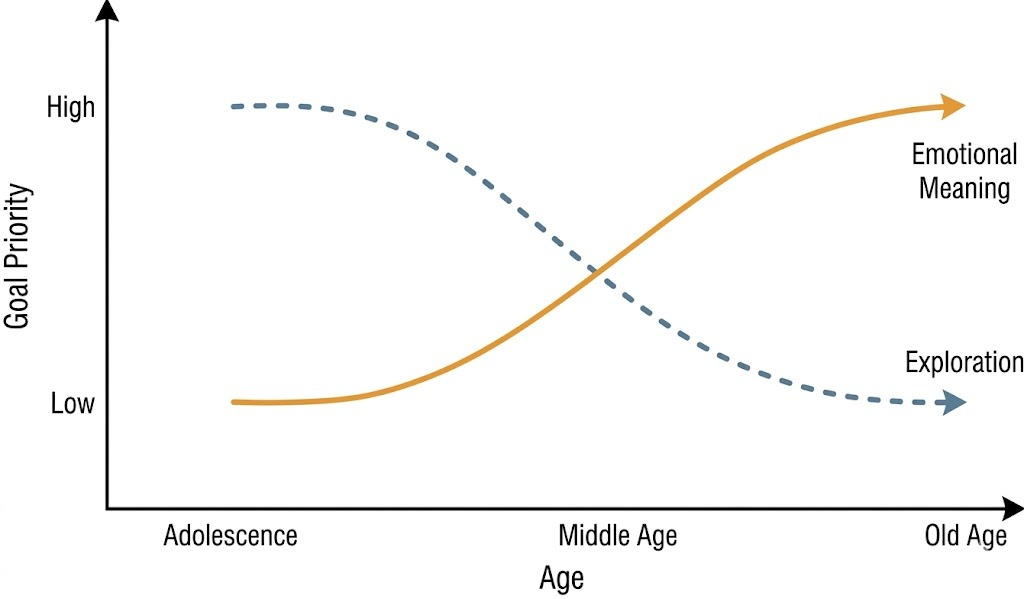 High
Emotional
Meaning
Goal Priority
Exploration
Low
Adolescence
Middle Age
Old Age
Age